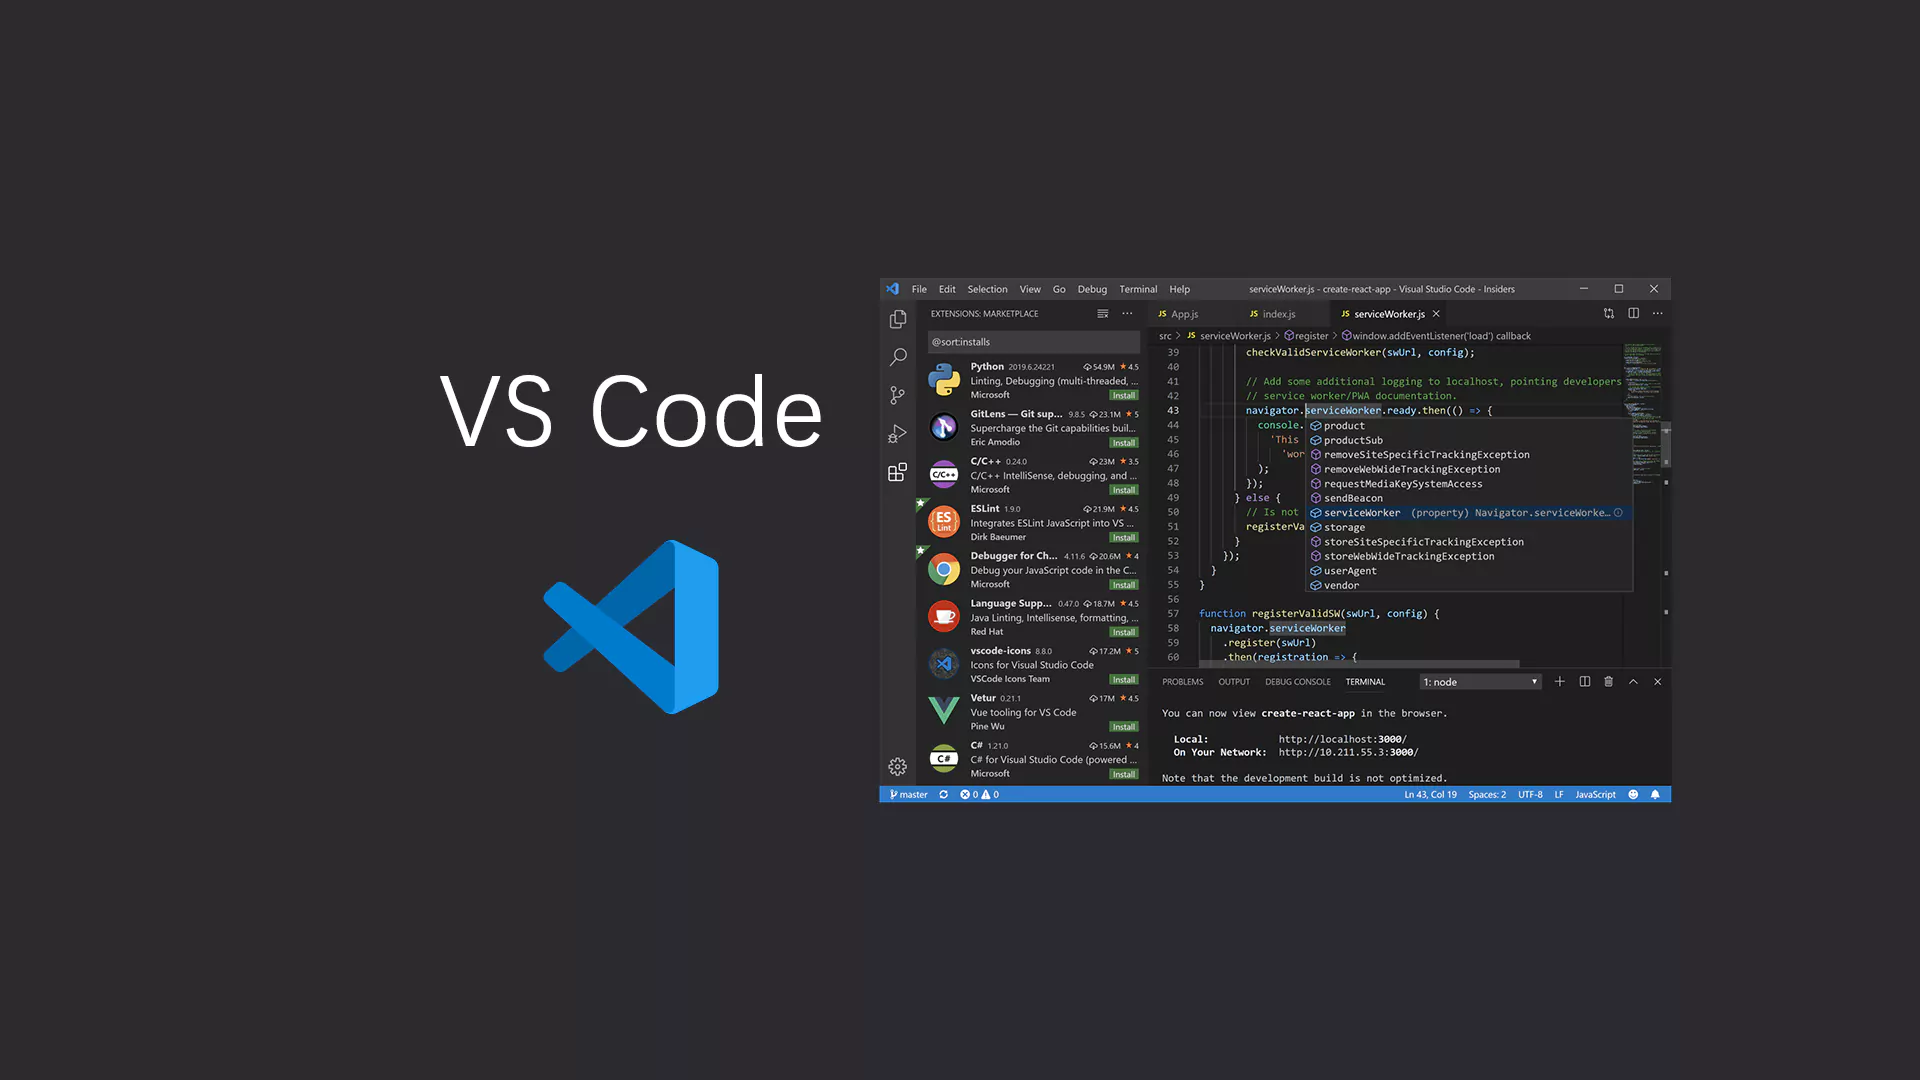 VS Code
File Edit Selection View Go Debug Terminal Help
serviceWorker.js - create-react-app - Visual Studio Code - Insiders
EXTENSIONS: MARKETPLACE
@sort:installs
Python 2019.6.24221 54.9M 4.5
Linting, Debugging (multi-threaded, ...
Microsoft Install
GitLens — Git sup... 9.8.5 23.1M 5
Supercharge the Git capabilities buil...
Eric Amodio Install
C/C++ C/C++ 0.24.0 23M 3.5
C/C++ IntelliSense, debugging, and ...
Microsoft Install
ES Lint
ESLint 1.9.0 21.9M 4.5
Integrates ESLint JavaScript into VS ...
Dirk Baeumer Install
Debugger for Ch... 4.11.6 20.6M 4
Debug your JavaScript code in the C...
Microsoft Install
Language Supp... 0.47.0 18.7M 4.5
Java Linting, Intellisense, formatting, ...
Red Hat Install
vscode-icons 8.8.0 17.2M 5
Icons for Visual Studio Code
VSCode Icons Team Install
Vetur 0.21.1 17M 4.5
Vue tooling for VS Code
Pine Wu Install
C# C# 1.21.0 15.6M 4
C# for Visual Studio Code (powered ...
Microsoft Install
JS App.js JS index.js JS serviceWorker.js
src > JS serviceWorker.js > register > window.addEventListener('load') callback
39 checkValidServiceWorker(swUrl, config);
40
41 // Add some additional logging to localhost, pointing developers
42 // service worker/PWA documentation.
43 navigator.serviceWorker.ready.then(() => {
44 console.
45 'This
46 'wor
47 );
48 });
49 } else {
50 // Is not
51 registerVa
52 }
53 });
54 }
55 }
56
57 function registerValidSW(swUrl, config) {
58 navigator.serviceWorker
59 .register(swUrl)
60 .then(registration => {
product
productSub
removeSiteSpecificTrackingException
removeWebWideTrackingException
requestMediaKeySystemAccess
sendBeacon
serviceWorker (property) Navigator.serviceWorke...
storage
storeSiteSpecificTrackingException
storeWebWideTrackingException
userAgent
vendor
PROBLEMS OUTPUT DEBUG CONSOLE TERMINAL 1: node
You can now view create-react-app in the browser.
Local: http://localhost:3000/
On Your Network: http://10.211.55.3:3000/
Note that the development build is not optimized.
master 0 0 Ln 43, Col 19 Spaces: 2 UTF-8 LF JavaScript